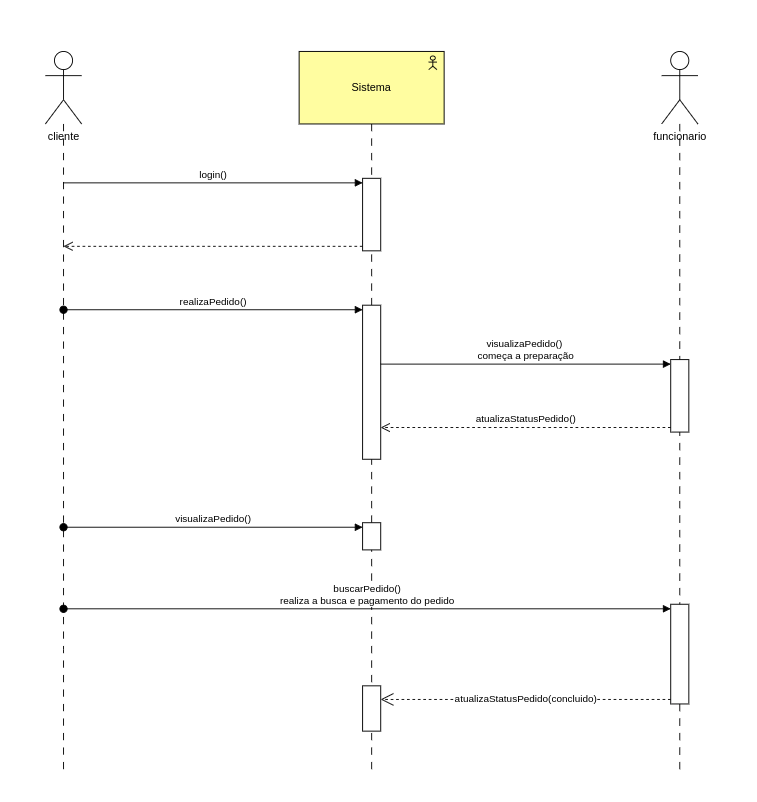 Sistema
cliente
funcionario
login()
realizaPedido()
visualizaPedido()
começa a preparação
atualizaStatusPedido()
visualizaPedido()
buscarPedido()
realiza a busca e pagamento do pedido
atualizaStatusPedido(concluido)